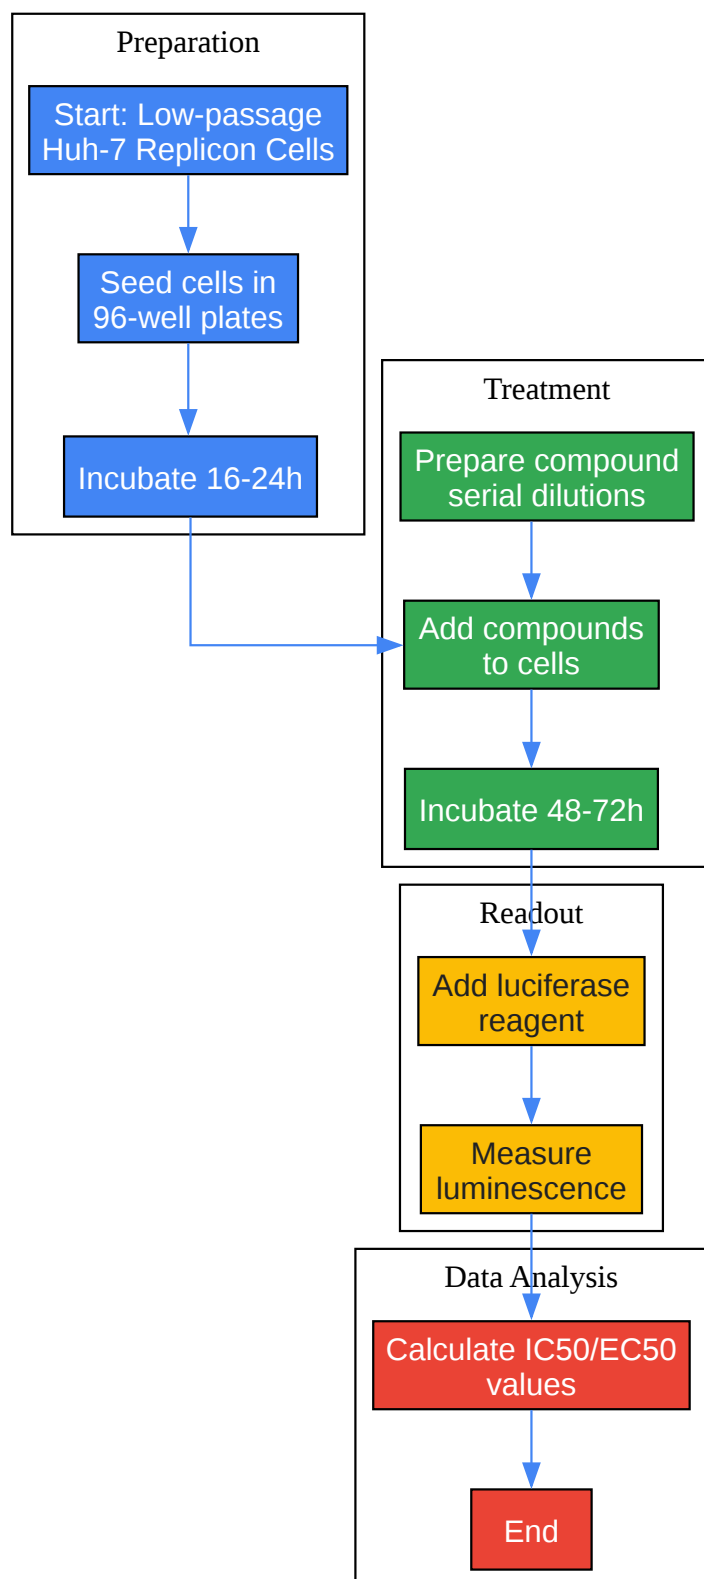 Preparation
Start: Low-passage
Huh-7 Replicon Cells
Seed cells in
96-well plates
Incubate 16-24h
Treatment
Prepare compound
serial dilutions
Add compounds
to cells
Incubate 48-72h
Readout
Add luciferase
reagent
Measure
luminescence
Data Analysis
Calculate IC50/EC50
values
End